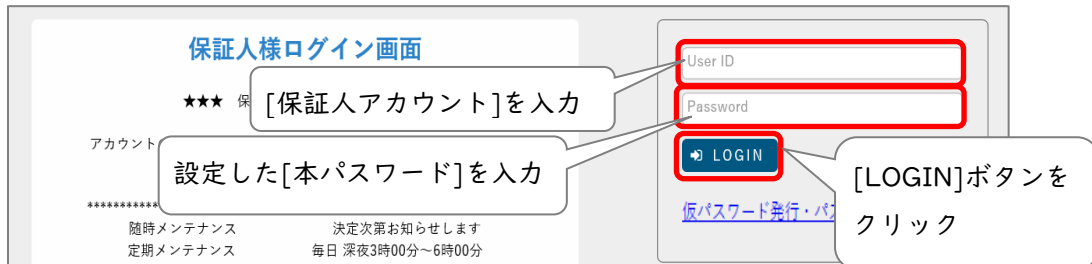 保証人様ログイン画面
★★★ 保
[保証人アカウント]を入力
アカウント
設定した[本パスワード]を入力
***********
随時メンテナンス 決定次第お知らせします
定期メンテナンス 毎日 深夜3時00分~6時00分
User ID
Password
LOGIN
[LOGIN]ボタンを
クリック
仮パスワード発行・パ